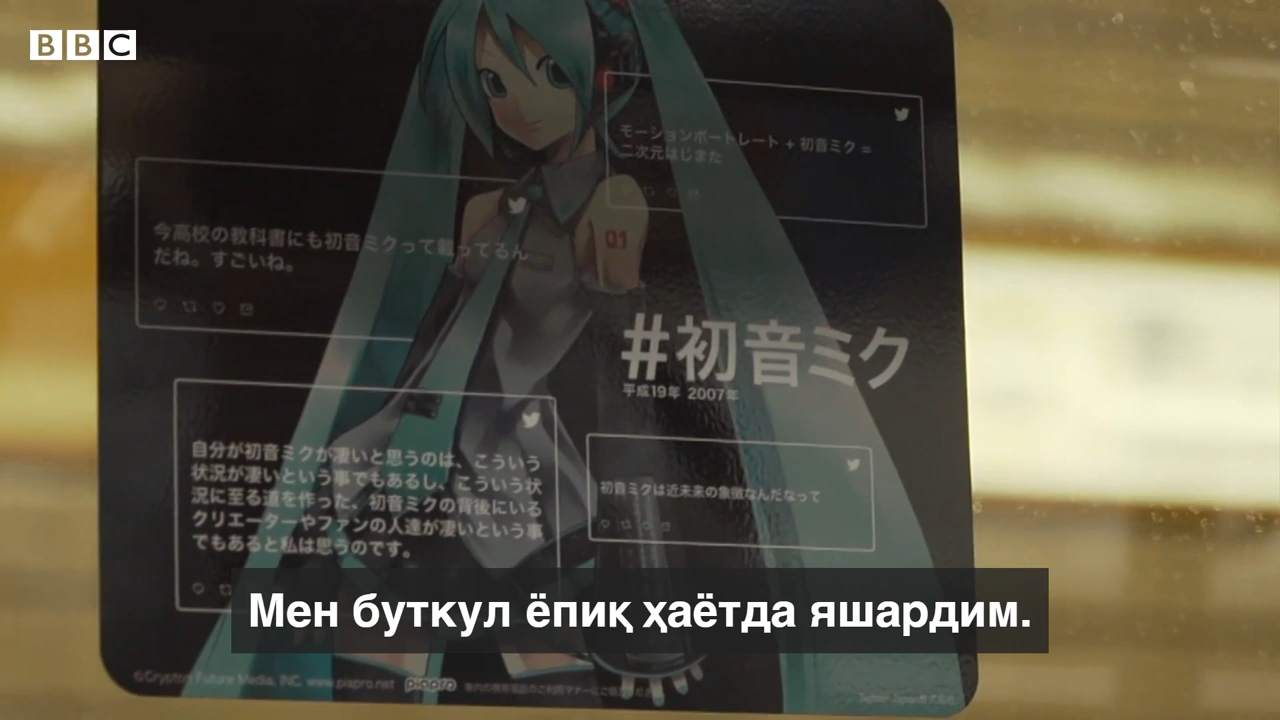 BBC
モーションポートレート + 初音ミク =
二次元はじまた
01
今高校の教科書にも初音ミクって載ってるん
だね。すごいね。
#初音ミク
平成19年 2007年
自分が初音ミクが凄いと思うのは、こういう
状況が凄いという事でもあるし、こういう状
況に至る道を作った、初音ミクの背後にいる
クリエーターやファンの人達が凄いという事
でもあると私は思うのです。
初音ミクは近未来の象徴なんだなって
Мен буткул ёпиқ ҳаётда яшардим.
©Crypton Future Media, INC. www.piapro.net piapro